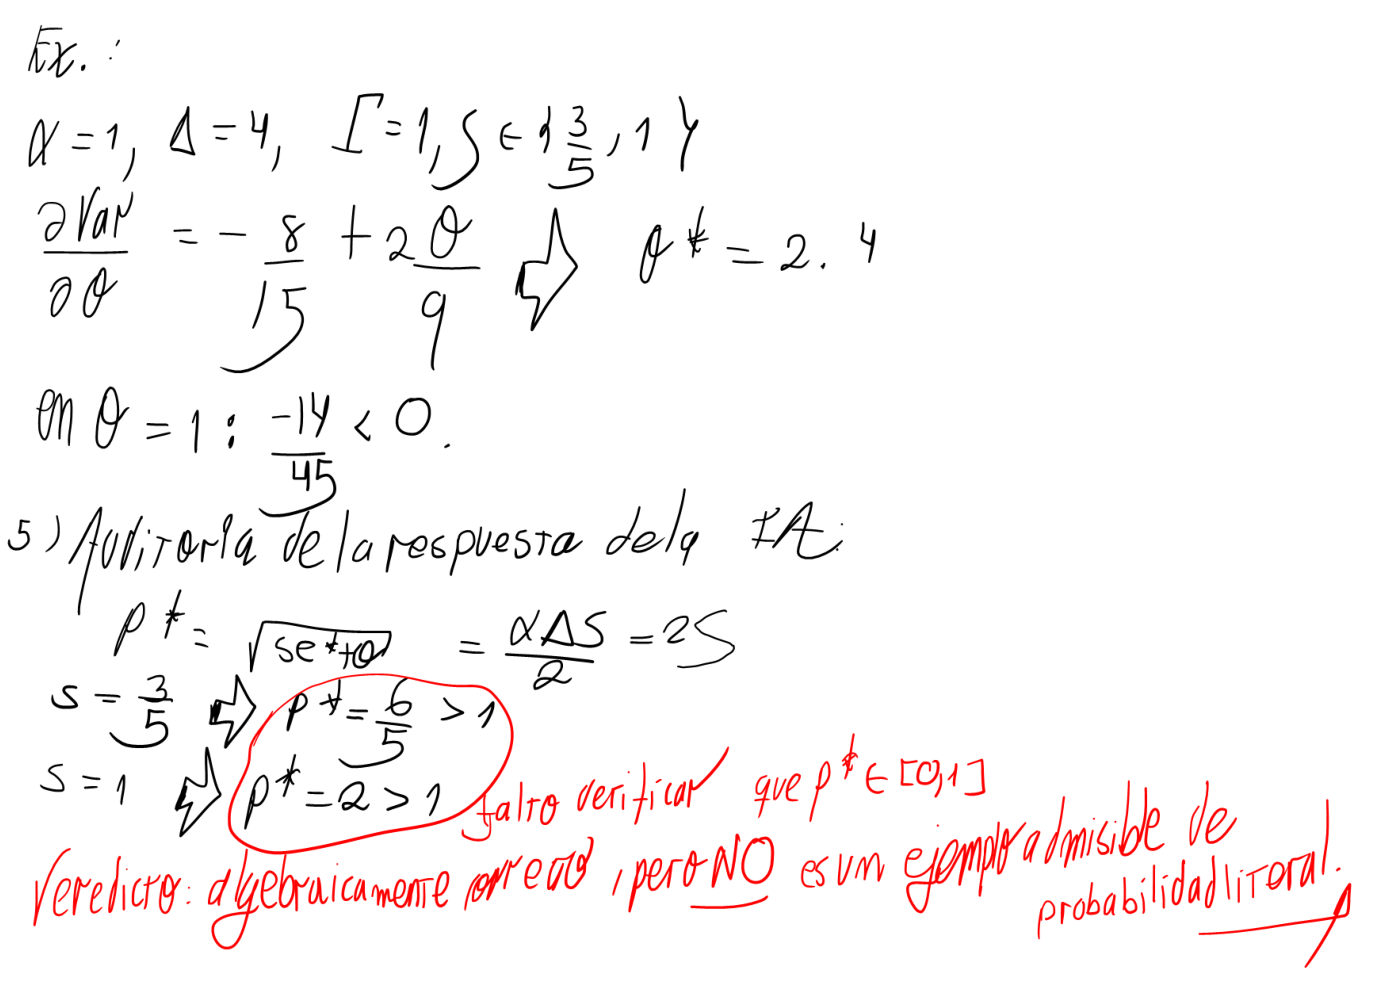 Ex. :
α = 1, Δ = 4, I = 1, S ∈ {3/5, 1}
∂Var/∂θ = - 8/15 + 2θ/9 ⇒ θ* = 2.4
en θ = 1 : -14/45 < 0.
5) Auditoría de la respuesta de la IA:
p* = √(se*+θ) = αΔS/2 = 2S
s = 3/5 ⇒ p* = 6/5 > 1
s = 1 ⇒ p* = 2 > 1
falto verificar que p* ∈ [0,1]
Veredicto: algebraicamente correcto, pero NO es un ejemplo admisible de
probabilidad literal.